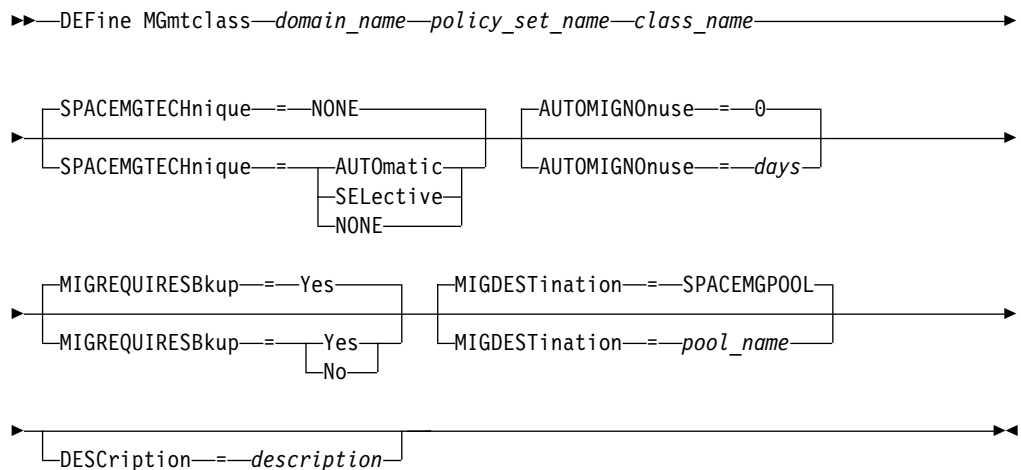 DEFine MGmtclass domain_name policy_set_name class_name
SPACEMGTECHnique = NONE AUTOMIGNOnuse = 0
SPACEMGTECHnique = AUTOmatic AUTOMIGNOnuse = days
SELective
NONE
MIGREQUIRESBkup = Yes MIGDESTination = SPACEMGPOOL
MIGREQUIRESBkup = Yes MIGDESTination = pool_name
No
DESCription = description